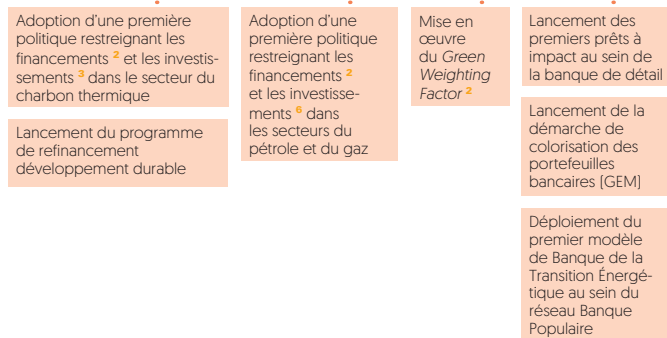 Adoption d'une première
politique restreignant les
financements ² et les investis-
sements ³ dans le secteur du
charbon thermique
Lancement du programme
de refinancement
développement durable
Adoption d'une
première politique
restreignant les
financements ²
et les investisse-
ments ⁶ dans
les secteurs du
pétrole et du gaz
Mise en
œuvre
du Green
Weighting
Factor ²
Lancement des
premiers prêts à
impact au sein de
la banque de détail
Lancement de la
démarche de
colorisation des
portefeuilles
bancaires (GEM)
Déploiement du
premier modèle
de Banque de la
Transition Énergé-
tique au sein du
réseau Banque
Populaire